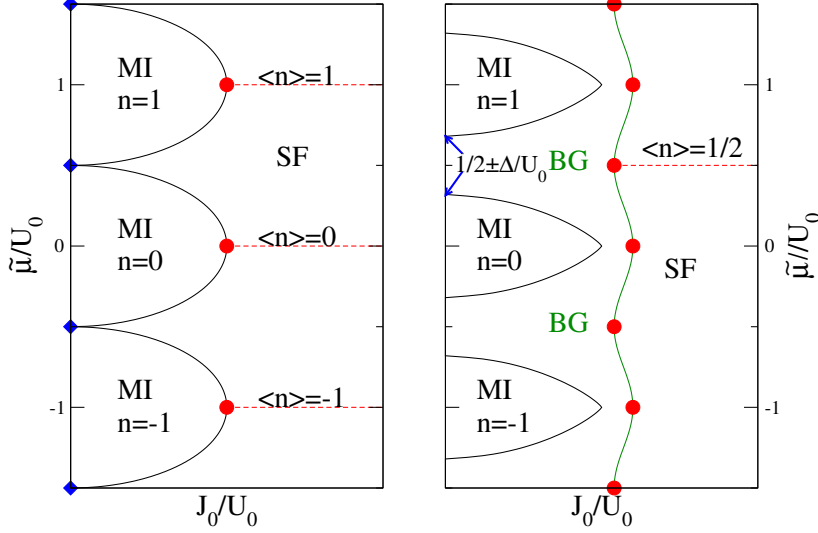 MI
n=1
<n>=1
1
SF
MI
n=0
<n>=0
0
μ̃/U₀
MI
n=-1
<n>=-1
-1
J₀/U₀
MI
n=1
1
1/2±Δ/U₀
BG
<n>=1/2
MI
n=0
0
SF
μ̃//U₀
BG
MI
n=-1
-1
J₀/U₀